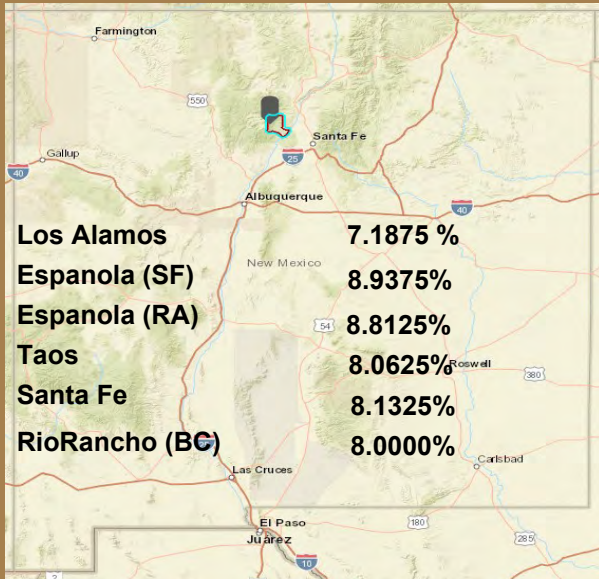 Farmington
550
Santa Fe
Gallup
25
40
Albuquerque
40
Los Alamos 7.1875 %
New Mexico
Espanola (SF) 8.9375%
Espanola (RA) 8.8125%
54
Taos 8.0625%
Roswell
380
Santa Fe 8.1325%
RioRancho (BC) 8.0000%
Carlsbad
Las Cruces
El Paso
180
Juárez
285
10
2